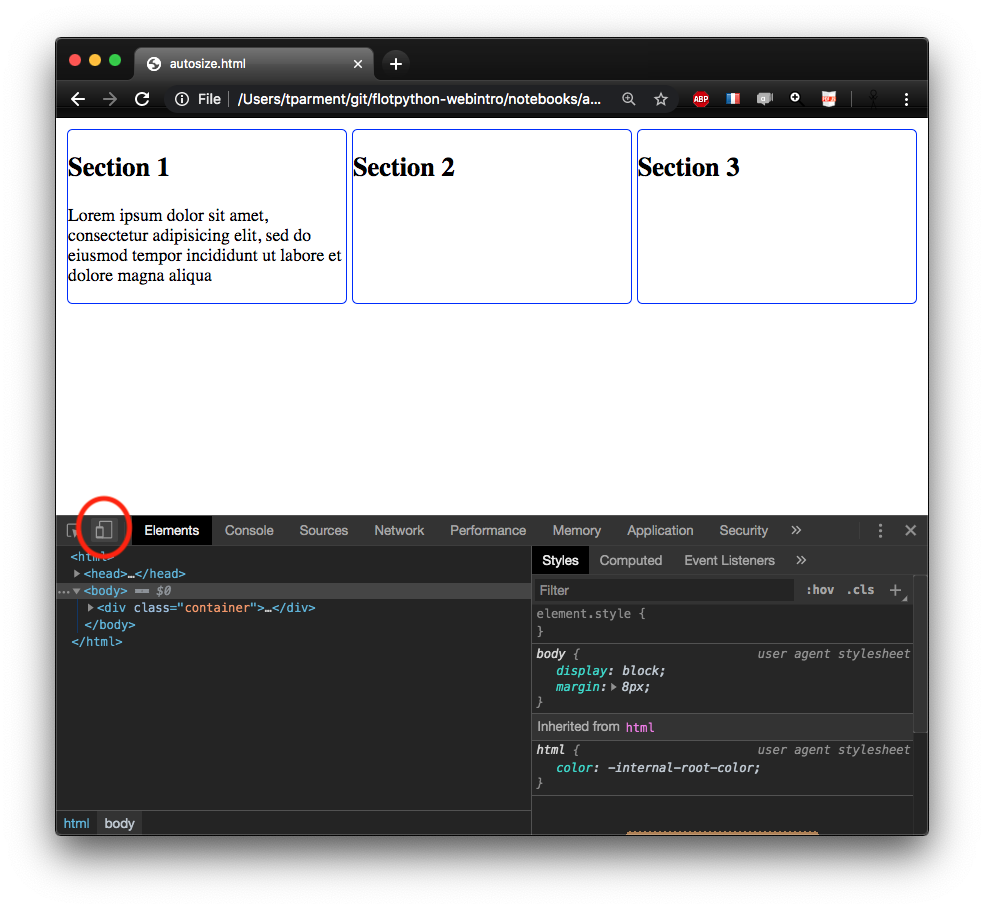 autosize.html
File /Users/tparment/git/flotpython-webintro/notebooks/a...
ABP
Section 1
Lorem ipsum dolor sit amet,
consectetur adipisicing elit, sed do
eiusmod tempor incididunt ut labore et
dolore magna aliqua
Section 2
Section 3
Elements Console Sources Network Performance Memory Application Security »
<html>
<head>…</head>
<body> == $0
<div class="container">…</div>
</body>
</html>
html body
Styles Computed Event Listeners »
Filter :hov .cls +
element.style {
}
body { user agent stylesheet
display: block;
margin: 8px;
}
Inherited from html
html { user agent stylesheet
color: -internal-root-color;
}